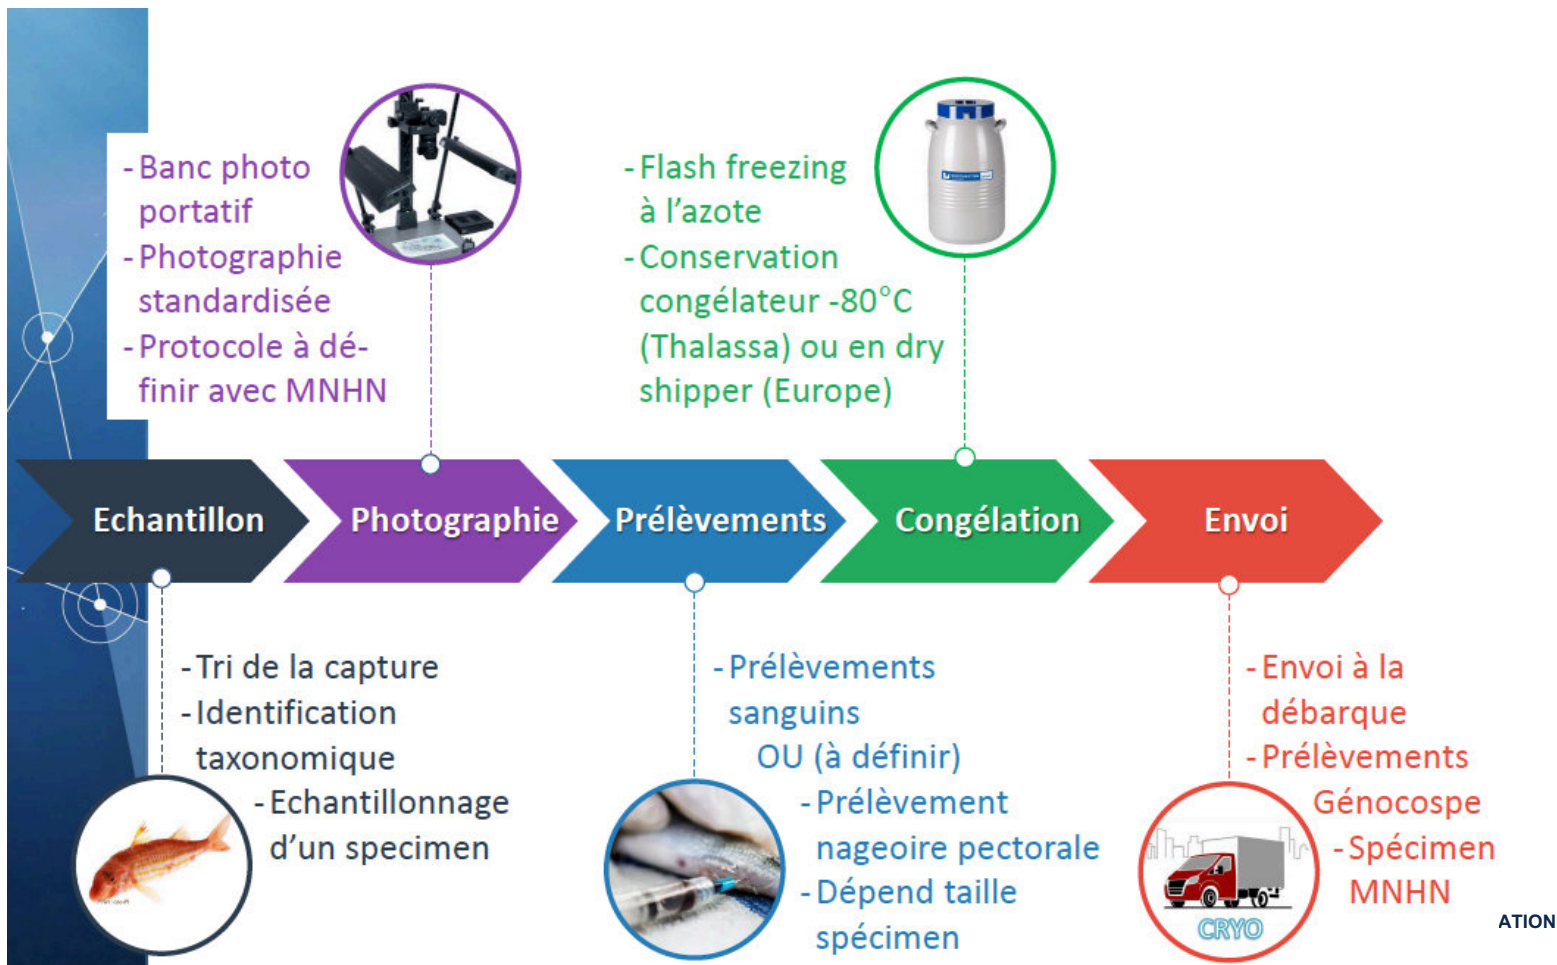 - Banc photo
portatif
- Photographie
standardisée
- Protocole à dé-
finir avec MNHN
- Flash freezing
à l'azote
- Conservation
congélateur -80°C
(Thalassa) ou en dry
shipper (Europe)
Echantillon
Photographie
Prélèvements
Congélation
Envoi
- Tri de la capture
- Identification
taxonomique
- Echantillonnage
d'un specimen
- Prélèvements
sanguins
OU (à définir)
- Prélèvement
nageoire pectorale
- Dépend taille
spécimen
- Envoi à la
débarque
- Prélèvements
Génocospe
- Spécimen
MNHN
CRYO
ATION